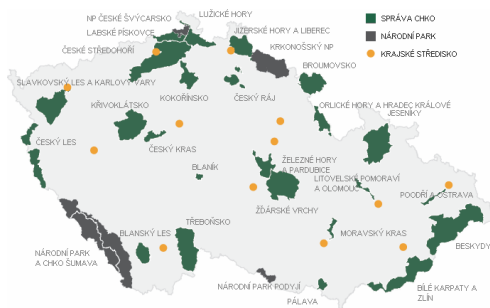 NP ČESKÉ ŠVÝCARSKO
LUŽICKÉ HORY
LABSKÉ PÍSKOVCE
JIZERSKÉ HORY A LIBEREC
SPRÁVA CHKO
NÁRODNÍ PARK
KRAJSKÉ STŘEDISKO
ČESKÉ STŘEDOHOŘÍ
KRKONOŠSKÝ NP
BROUMOVSKO
SLAVKOVSKÝ LES A KARLOVY VARY
KŘIVOKLÁTSKO
KOKOŘÍNSKO
ČESKÝ RÁJ
ORLICKÉ HORY A HRADEC KRÁLOVÉ
JESENÍKY
ČESKÝ LES
ČESKÝ KRAS
BLANÍK
ŽELEZNÉ HORY
A PARDUBICE
LITOVELSKÉ POMORAVÍ
A OLOMOUC
POODŘÍ A OSTRAVA
ŽĎÁRSKÉ VRCHY
TŘEBOŇSKO
BLANSKÝ LES
MORAVSKÝ KRAS
BESKYDY
NÁRODNÍ PARK
A CHKO ŠUMAVA
NÁRODNÍ PARK PODYJÍ
PÁLAVA
BÍLÉ KARPATY A
ZLÍN